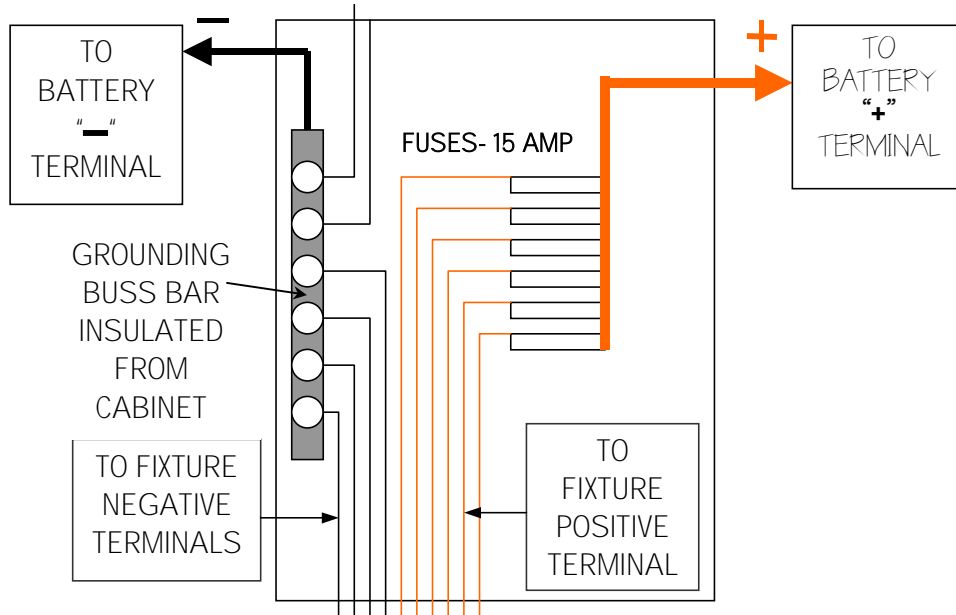 TO
BATTERY
"—"
TERMINAL
—
+
TO
BATTERY
"+"
TERMINAL
FUSES- 15 AMP
GROUNDING
BUSS BAR
INSULATED
FROM
CABINET
TO FIXTURE
NEGATIVE
TERMINALS
TO
FIXTURE
POSITIVE
TERMINAL